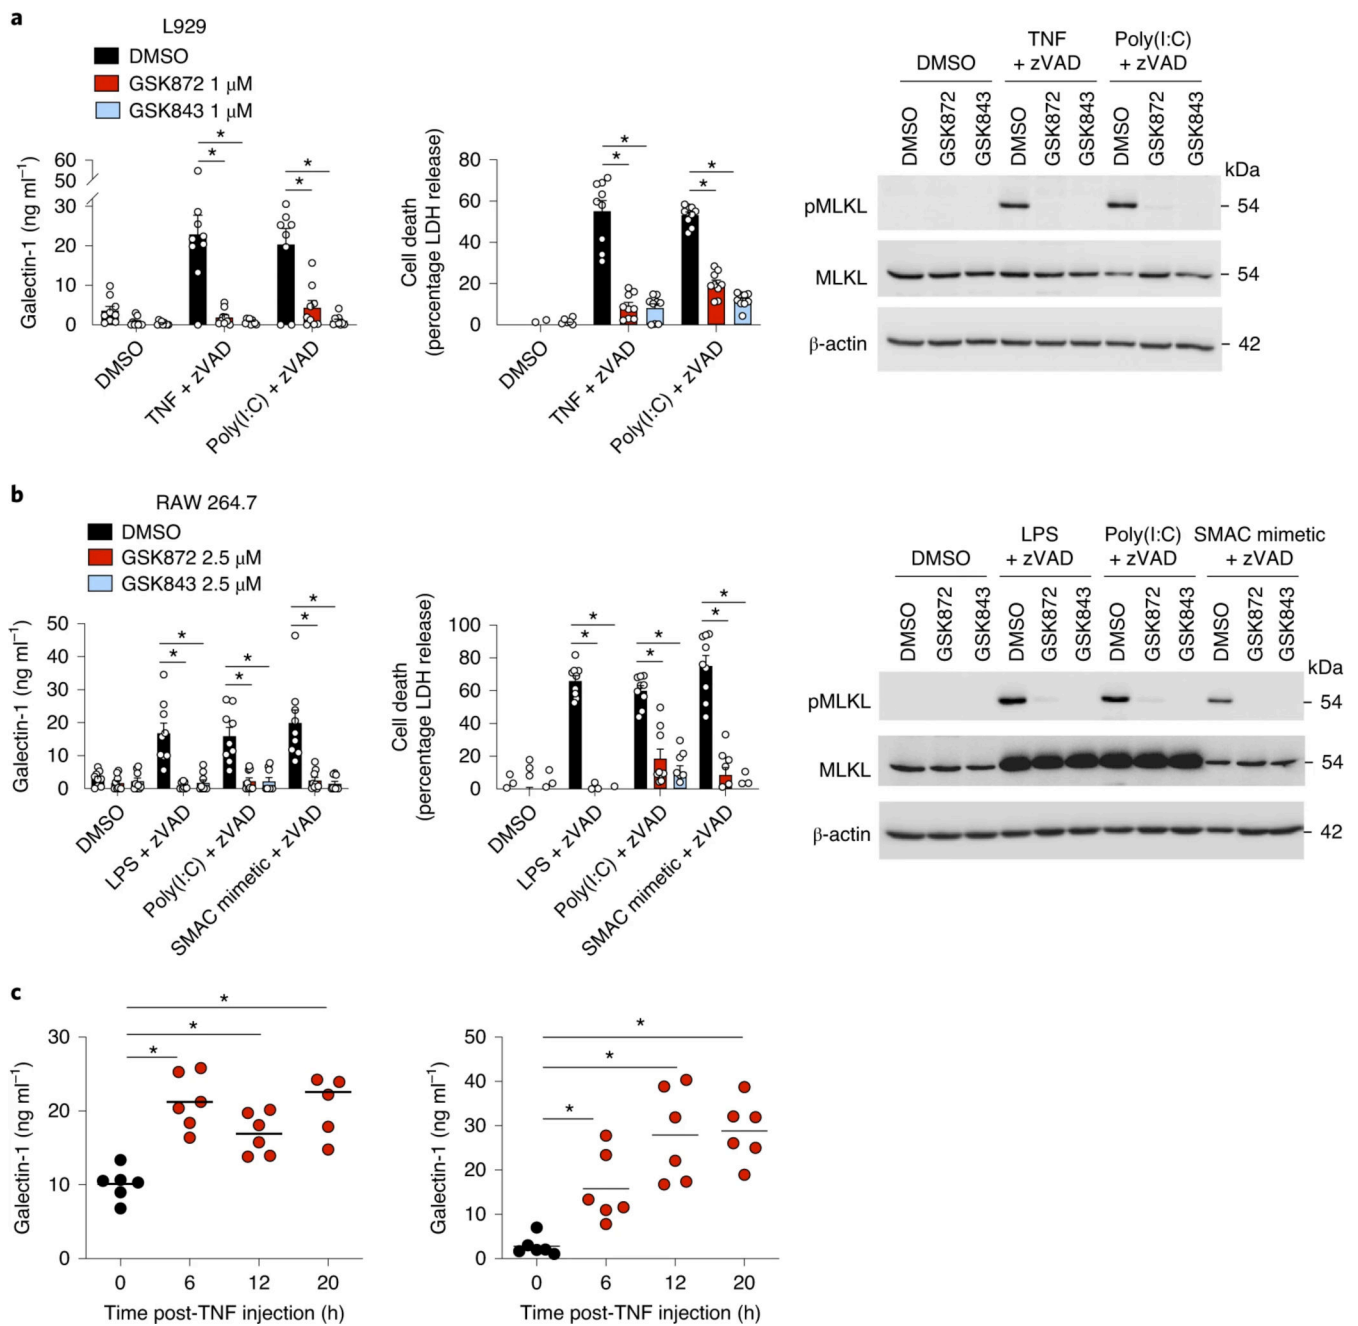 a
L929
DMSO
GSK872 1 μM
GSK843 1 μM
Galectin-1 (ng ml⁻¹)
60
50
30
20
10
0
DMSO
TNF + zVAD
Poly(I:C) + zVAD
*
*
*
*
Cell death
(percentage LDH release)
80
60
40
20
0
DMSO
TNF + zVAD
Poly(I:C) + zVAD
*
*
*
*
TNF Poly(I:C)
DMSO + zVAD + zVAD
DMSO GSK872 GSK843 DMSO GSK872 GSK843 DMSO GSK872 GSK843
kDa
pMLKL - 54
MLKL - 54
β-actin - 42
b
RAW 264.7
DMSO
GSK872 2.5 μM
GSK843 2.5 μM
Galectin-1 (ng ml⁻¹)
50
40
30
20
10
0
DMSO
LPS + zVAD
Poly(I:C) + zVAD
SMAC mimetic + zVAD
*
*
*
*
*
*
Cell death
(percentage LDH release)
100
80
60
40
20
0
DMSO
LPS + zVAD
Poly(I:C) + zVAD
SMAC mimetic + zVAD
*
*
*
*
*
*
LPS Poly(I:C) SMAC mimetic
DMSO + zVAD + zVAD + zVAD
DMSO GSK872 GSK843 DMSO GSK872 GSK843 DMSO GSK872 GSK843 DMSO GSK872 GSK843
kDa
pMLKL - 54
MLKL - 54
β-actin - 42
c
Galectin-1 (ng ml⁻¹)
30
20
10
0
*
*
*
0 6 12 20
Time post-TNF injection (h)
Galectin-1 (ng ml⁻¹)
50
40
30
20
10
0
*
*
*
0 6 12 20
Time post-TNF injection (h)